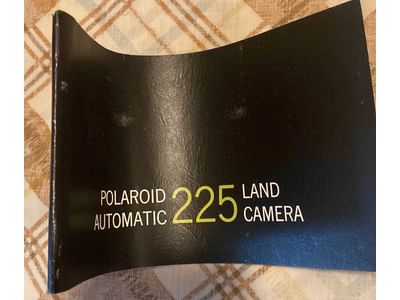 POLAROID
AUTOMATIC
225
LAND
CAMERA